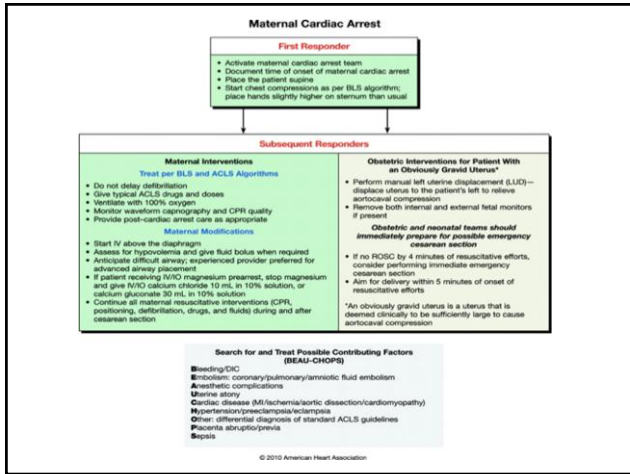 Maternal Cardiac Arrest
First Responder
• Activate maternal cardiac arrest team
• Document time of onset of maternal cardiac arrest
• Place the patient supine
• Start chest compressions as per BLS algorithm;
place hands slightly higher on sternum than usual
Subsequent Responders
Maternal Interventions
Treat per BLS and ACLS Algorithms
• Do not delay defibrillation
• Give typical ACLS drugs and doses
• Ventilate with 100% oxygen
• Monitor waveform capnography and CPR quality
• Provide post-cardiac arrest care as appropriate
Maternal Modifications
• Start IV above the diaphragm
• Assess for hypovolemia and give fluid bolus when required
• Anticipate difficult airway; experienced provider preferred for
advanced airway placement
• If patient receiving IV/IO magnesium prearrest, stop magnesium
and give IV/IO calcium chloride 10 mL in 10% solution, or
calcium gluconate 30 mL in 10% solution
• Continue all maternal resuscitative interventions (CPR,
positioning, defibrillation, drugs, and fluids) during and after
cesarean section
Obstetric Interventions for Patient With
an Obviously Gravid Uterus*
• Perform manual left uterine displacement (LUD)—
displace uterus to the patient's left to relieve
aortocaval compression
• Remove both internal and external fetal monitors
if present
Obstetric and neonatal teams should
immediately prepare for possible emergency
cesarean section
• If no ROSC by 4 minutes of resuscitative efforts,
consider performing immediate emergency
cesarean section
• Aim for delivery within 5 minutes of onset of
resuscitative efforts
*An obviously gravid uterus is a uterus that is
deemed clinically to be sufficiently large to cause
aortocaval compression
Search for and Treat Possible Contributing Factors
(BEAU-CHOPS)
Bleeding/DIC
Embolism: coronary/pulmonary/amniotic fluid embolism
Anesthetic complications
Uterine atony
Cardiac disease (MI/ischemia/aortic dissection/cardiomyopathy)
Hypertension/preeclampsia/eclampsia
Other: differential diagnosis of standard ACLS guidelines
Placenta abruptio/previa
Sepsis
© 2010 American Heart Association